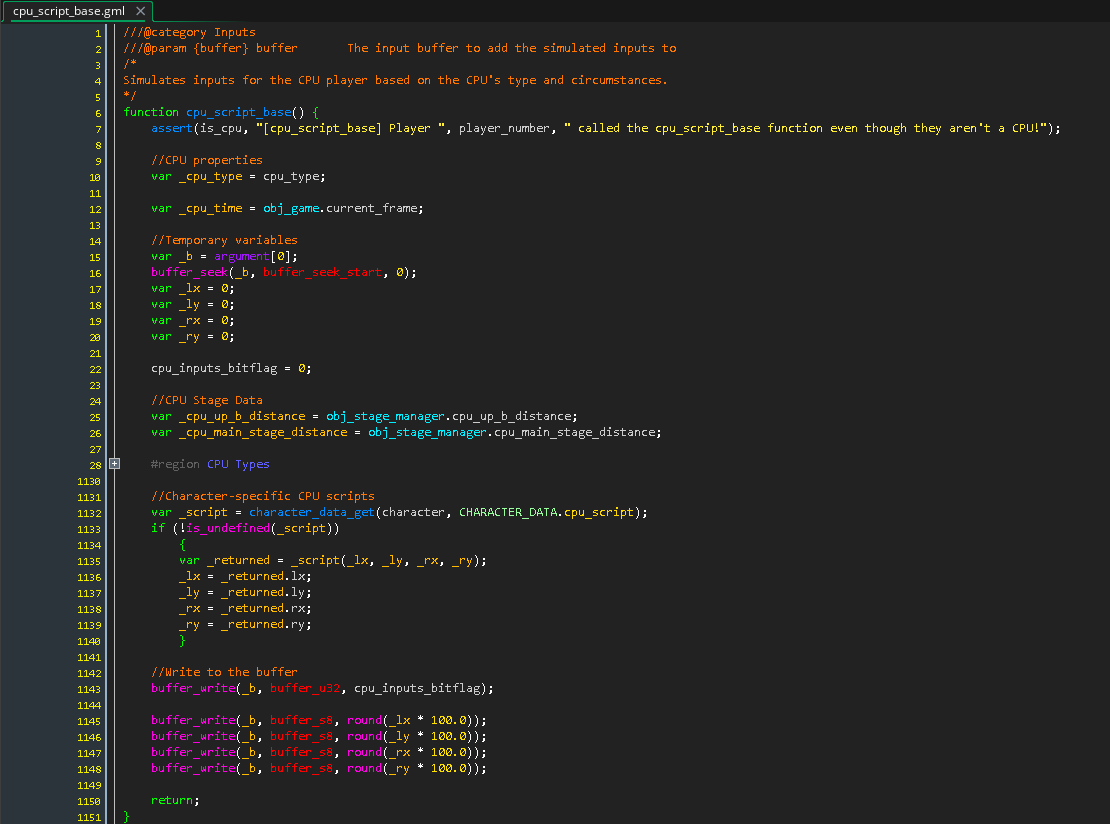 cpu_script_base.gml ×
1 ///@category Inputs
2 ///@param {buffer} buffer The input buffer to add the simulated inputs to
3 /*
4 Simulates inputs for the CPU player based on the CPU's type and circumstances.
5 */
6 function cpu_script_base() {
7 assert(is_cpu, "[cpu_script_base] Player ", player_number, " called the cpu_script_base function even though they aren't a CPU!");
8
9 //CPU properties
10 var _cpu_type = cpu_type;
11
12 var _cpu_time = obj_game.current_frame;
13
14 //Temporary variables
15 var _b = argument[0];
16 buffer_seek(_b, buffer_seek_start, 0);
17 var _lx = 0;
18 var _ly = 0;
19 var _rx = 0;
20 var _ry = 0;
21
22 cpu_inputs_bitflag = 0;
23
24 //CPU Stage Data
25 var _cpu_up_b_distance = obj_stage_manager.cpu_up_b_distance;
26 var _cpu_main_stage_distance = obj_stage_manager.cpu_main_stage_distance;
27
28 #region CPU Types
1130
1131 //Character-specific CPU scripts
1132 var _script = character_data_get(character, CHARACTER_DATA.cpu_script);
1133 if (!is_undefined(_script))
1134 {
1135 var _returned = _script(_lx, _ly, _rx, _ry);
1136 _lx = _returned.lx;
1137 _ly = _returned.ly;
1138 _rx = _returned.rx;
1139 _ry = _returned.ry;
1140 }
1141
1142 //Write to the buffer
1143 buffer_write(_b, buffer_u32, cpu_inputs_bitflag);
1144
1145 buffer_write(_b, buffer_s8, round(_lx * 100.0));
1146 buffer_write(_b, buffer_s8, round(_ly * 100.0));
1147 buffer_write(_b, buffer_s8, round(_rx * 100.0));
1148 buffer_write(_b, buffer_s8, round(_ry * 100.0));
1149
1150 return;
1151 }